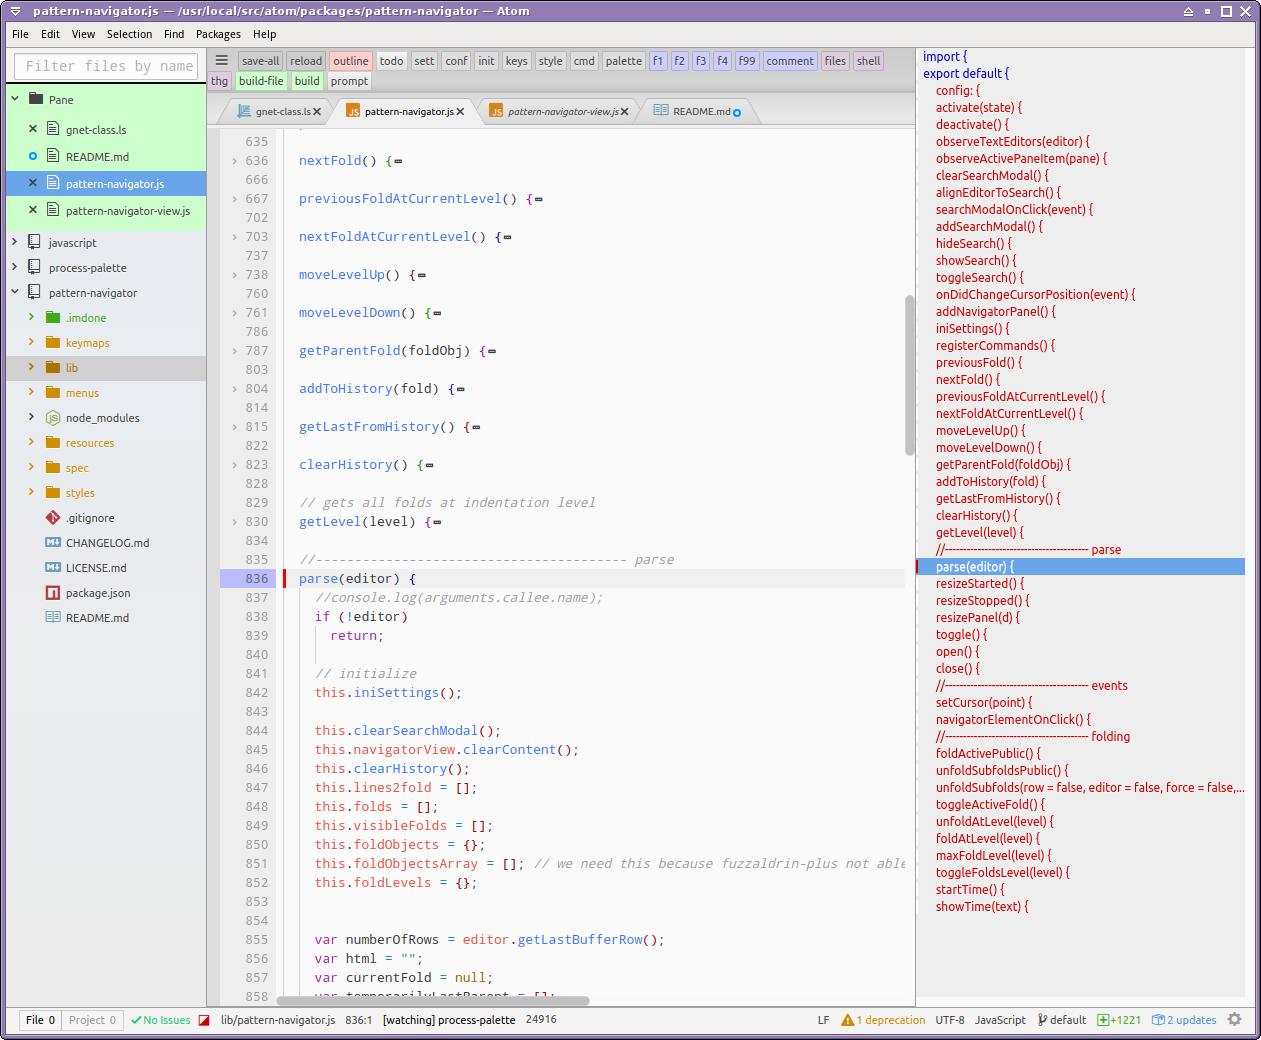 pattern-navigator.js — /usr/local/src/atom/packages/pattern-navigator — Atom
File Edit View Selection Find Packages Help
Filter files by name
Pane
gnet-class.ls
README.md
pattern-navigator.js
pattern-navigator-view.js
javascript
process-palette
pattern-navigator
.imdone
keymaps
lib
menus
node_modules
resources
spec
styles
.gitignore
CHANGELOG.md
LICENSE.md
package.json
README.md
save-all reload outline todo sett conf init keys style cmd palette f1 f2 f3 f4 f99 comment files shell
thg build-file build prompt
gnet-class.ls pattern-navigator.js pattern-navigator-view.js README.md
635
636 nextFold() {
666
667 previousFoldAtCurrentLevel() {
702
703 nextFoldAtCurrentLevel() {
737
738 moveLevelUp() {
760
761 moveLevelDown() {
786
787 getParentFold(foldObj) {
803
804 addToHistory(fold) {
814
815 getLastFromHistory() {
822
823 clearHistory() {
828
829 // gets all folds at indentation level
830 getLevel(level) {
834
835 //---------------------------------------- parse
836 parse(editor) {
837 //console.log(arguments.callee.name);
838 if (!editor)
839 return;
840
841 // initialize
842 this.iniSettings();
843
844 this.clearSearchModal();
845 this.navigatorView.clearContent();
846 this.clearHistory();
847 this.lines2fold = [];
848 this.folds = [];
849 this.visibleFolds = [];
850 this.foldObjects = {};
851 this.foldObjectsArray = []; // we need this because fuzzaldrin-plus not able
852 this.foldLevels = {};
853
854
855 var numberOfRows = editor.getLastBufferRow();
856 var html = "";
857 var currentFold = null;
858 var temporarilyLastParent = [];
import {
export default {
config: {
activate(state) {
deactivate() {
observeTextEditors(editor) {
observeActivePaneItem(pane) {
clearSearchModal() {
alignEditorToSearch() {
searchModalOnClick(event) {
addSearchModal() {
hideSearch() {
showSearch() {
toggleSearch() {
onDidChangeCursorPosition(event) {
addNavigatorPanel() {
iniSettings() {
registerCommands() {
previousFold() {
nextFold() {
previousFoldAtCurrentLevel() {
nextFoldAtCurrentLevel() {
moveLevelUp() {
moveLevelDown() {
getParentFold(foldObj) {
addToHistory(fold) {
getLastFromHistory() {
clearHistory() {
getLevel(level) {
//---------------------------------------- parse
parse(editor) {
resizeStarted() {
resizeStopped() {
resizePanel(d) {
toggle() {
open() {
close() {
//---------------------------------------- events
setCursor(point) {
navigatorElementOnClick() {
//---------------------------------------- folding
foldActivePublic() {
unfoldSubfoldsPublic() {
unfoldSubfolds(row = false, editor = false, force = false,...
toggleActiveFold() {
unfoldAtLevel(level) {
foldAtLevel(level) {
maxFoldLevel(level) {
toggleFoldsLevel(level) {
startTime() {
showTime(text) {
File 0 Project 0 No Issues lib/pattern-navigator.js 836:1 [watching] process-palette 24916 LF 1 deprecation UTF-8 JavaScript default +1221 2 updates